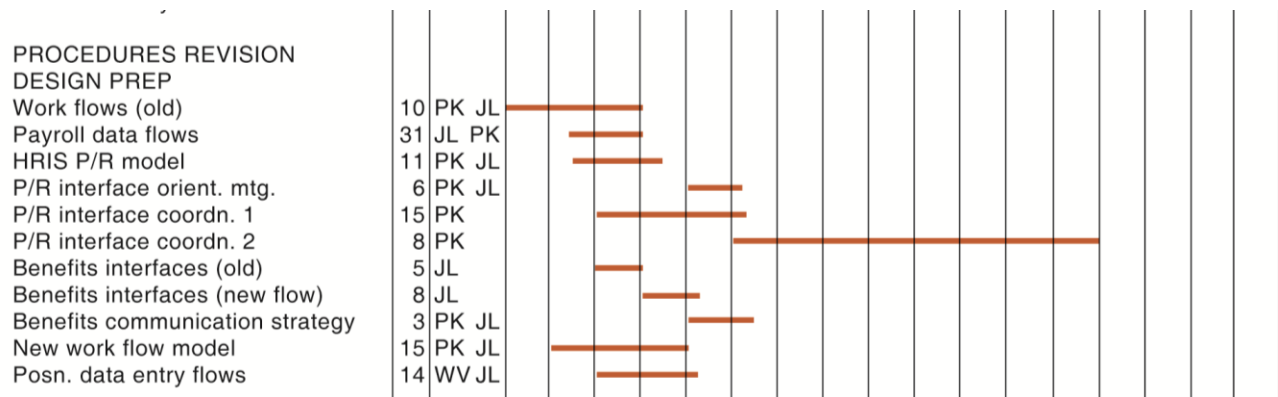 PROCEDURES REVISION
DESIGN PREP
Work flows (old) 10 PK JL
Payroll data flows 31 JL PK
HRIS P/R model 11 PK JL
P/R interface orient. mtg. 6 PK JL
P/R interface coordn. 1 15 PK
P/R interface coordn. 2 8 PK
Benefits interfaces (old) 5 JL
Benefits interfaces (new flow) 8 JL
Benefits communication strategy 3 PK JL
New work flow model 15 PK JL
Posn. data entry flows 14 WV JL